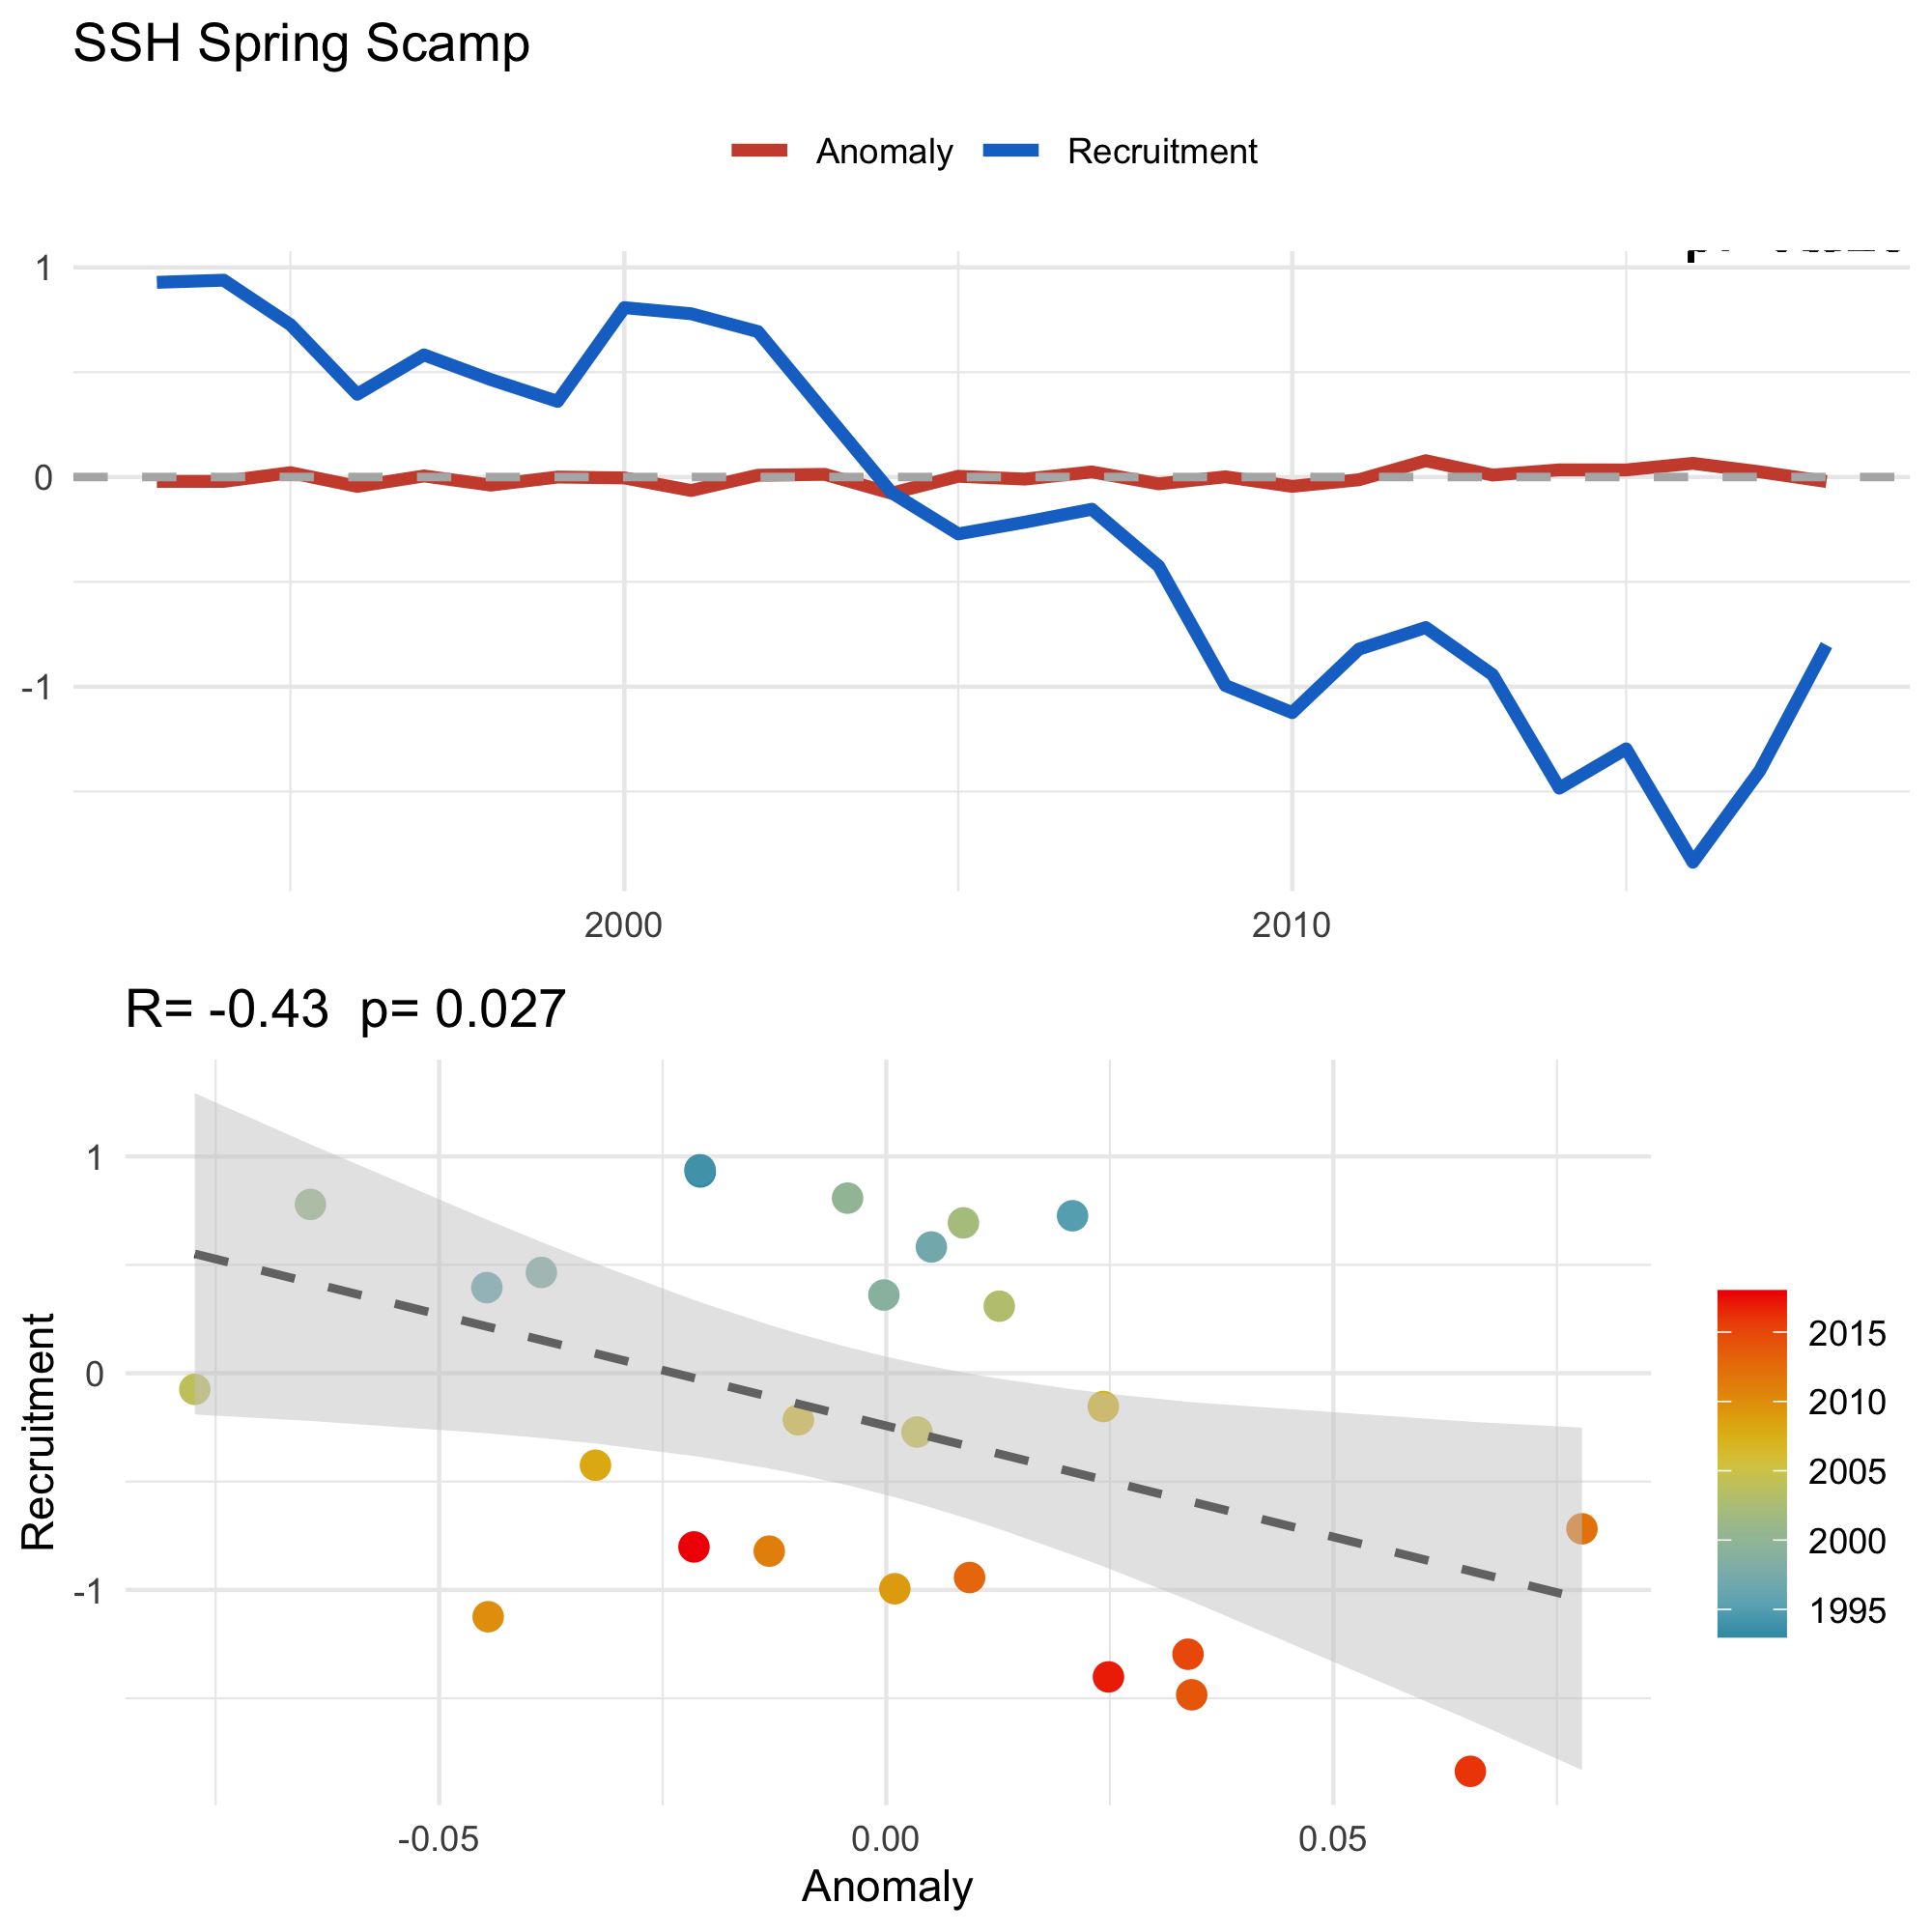 SSH Spring Scamp
Anomaly Recruitment
1
0
-1
2000 2010
R= -0.43 p= 0.027
Recruitment
1
0
-1
-0.05 0.00 0.05
Anomaly
2015
2010
2005
2000
1995